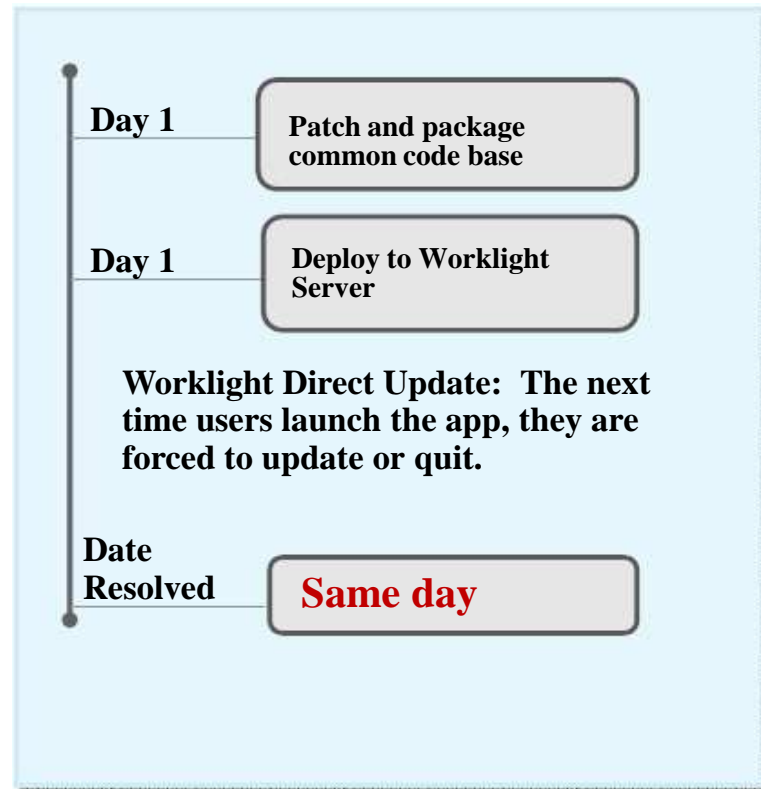 Day 1
Patch and package
common code base
Day 1
Deploy to Worklight
Server
Worklight Direct Update: The next
time users launch the app, they are
forced to update or quit.
Date
Resolved
Same day